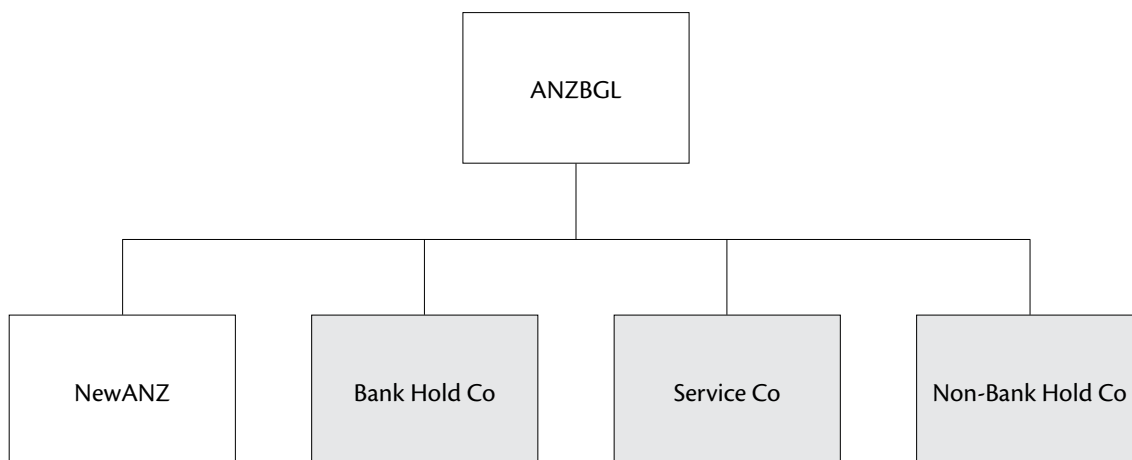 ANZBGL
NewANZ
Bank Hold Co
Service Co
Non-Bank Hold Co